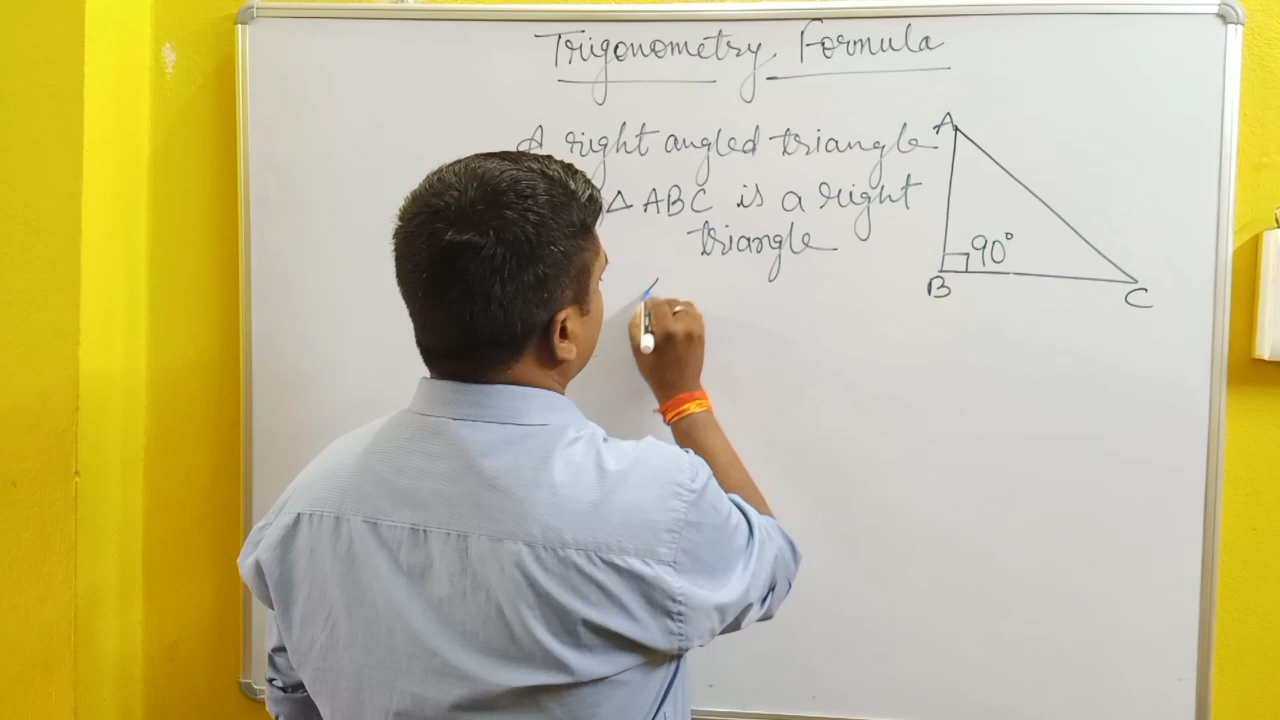 Trigonometry Formula
A right angled triangle
△ ABC is a right
triangle
A
90°
B
C